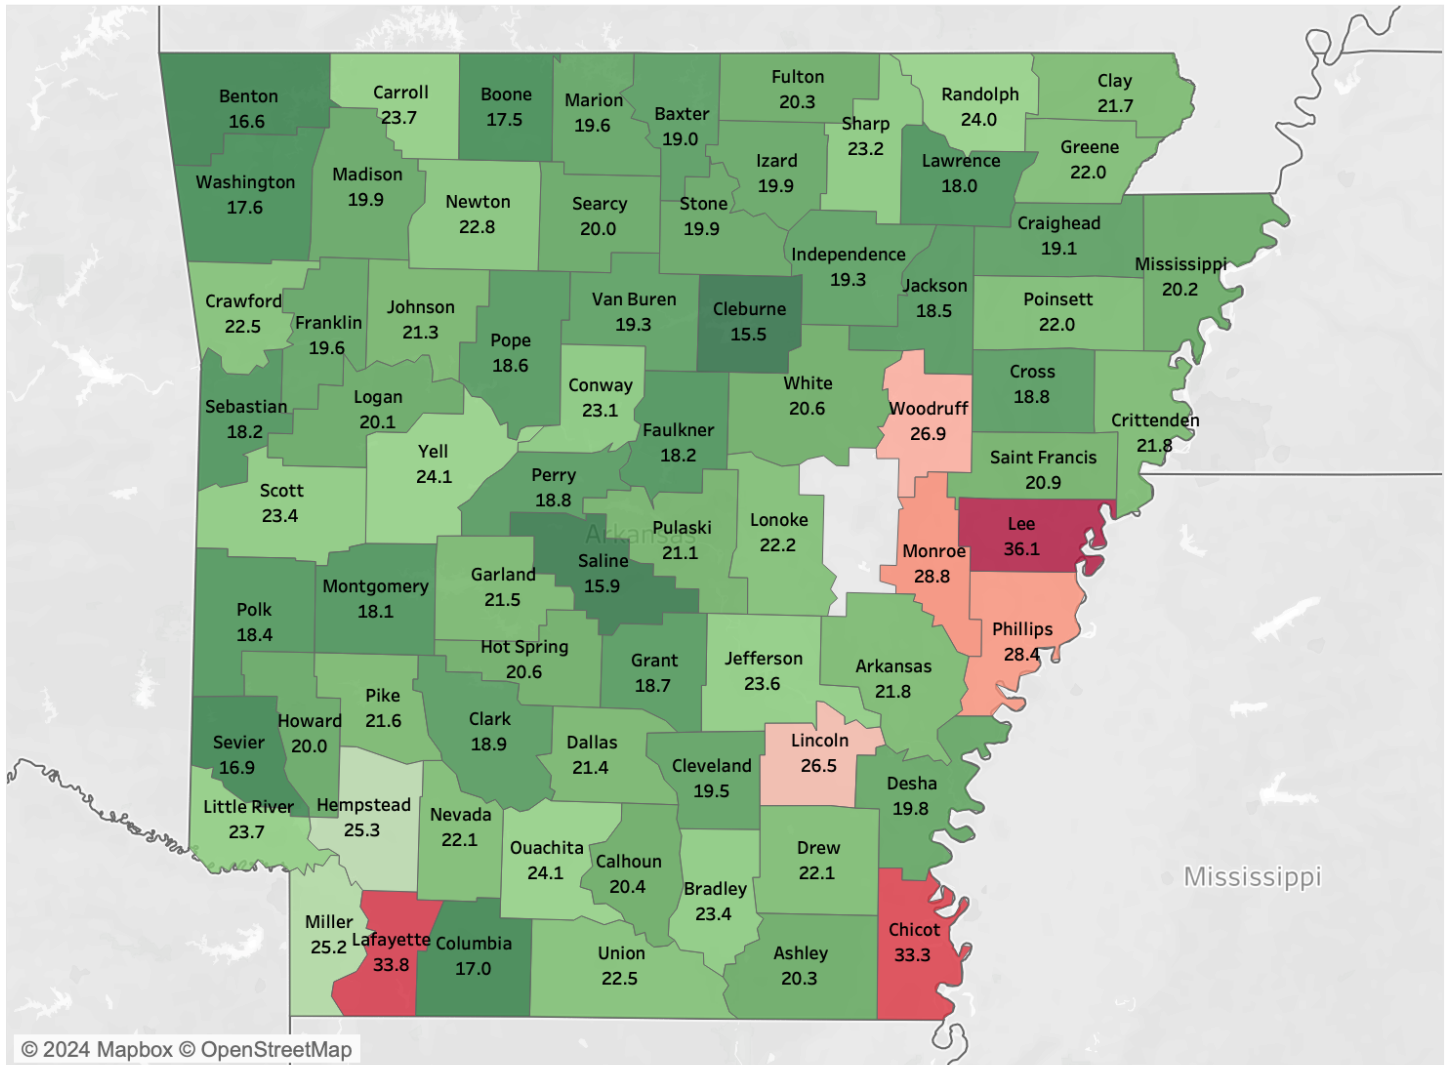 Benton
16.6
Carroll
23.7
Boone
17.5
Marion
19.6
Baxter
19.0
Fulton
20.3
Sharp
23.2
Randolph
24.0
Clay
21.7
Greene
22.0
Lawrence
18.0
Izard
19.9
Washington
17.6
Madison
19.9
Newton
22.8
Searcy
20.0
Stone
19.9
Independence
19.3
Jackson
18.5
Craighead
19.1
Mississippi
20.2
Crawford
22.5
Franklin
19.6
Johnson
21.3
Pope
18.6
Van Buren
19.3
Cleburne
15.5
Poinsett
22.0
Sebastian
18.2
Logan
20.1
Conway
23.1
White
20.6
Woodruff
26.9
Cross
18.8
Crittenden
21.8
Faulkner
18.2
Yell
24.1
Saint Francis
20.9
Scott
23.4
Perry
18.8
Arkansas
Pulaski
21.1
Lonoke
22.2
Lee
36.1
Monroe
28.8
Saline
15.9
Garland
21.5
Montgomery
18.1
Polk
18.4
Hot Spring
20.6
Grant
18.7
Jefferson
23.6
Arkansas
21.8
Phillips
28.4
Pike
21.6
Howard
20.0
Clark
18.9
Sevier
16.9
Dallas
21.4
Cleveland
19.5
Lincoln
26.5
Desha
19.8
Little River
23.7
Hempstead
25.3
Nevada
22.1
Ouachita
24.1
Calhoun
20.4
Bradley
23.4
Drew
22.1
Mississippi
Miller
25.2
Lafayette
33.8
Columbia
17.0
Union
22.5
Ashley
20.3
Chicot
33.3
© 2024 Mapbox © OpenStreetMap